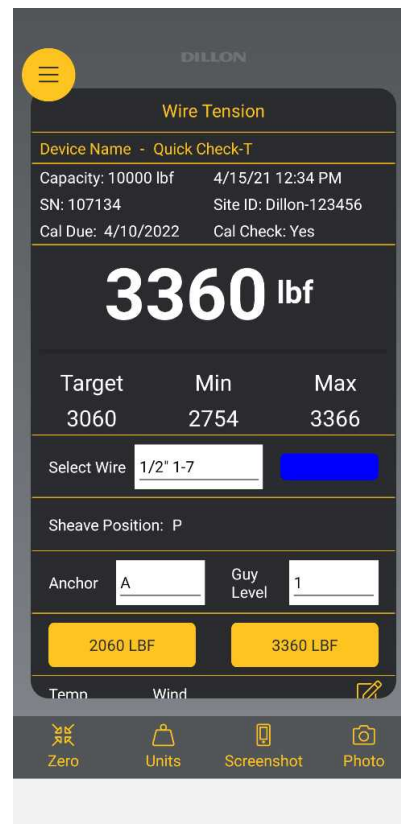 DILLON
Wire Tension
Device Name - Quick Check-T
Capacity: 10000 lbf 4/15/21 12:34 PM
SN: 107134 Site ID: Dillon-123456
Cal Due: 4/10/2022 Cal Check: Yes
3360 lbf
Target Min Max
3060 2754 3366
Select Wire 1/2" 1-7
Sheave Position: P
Anchor A Guy Level 1
2060 LBF 3360 LBF
Temp Wind
Zero Units Screenshot Photo